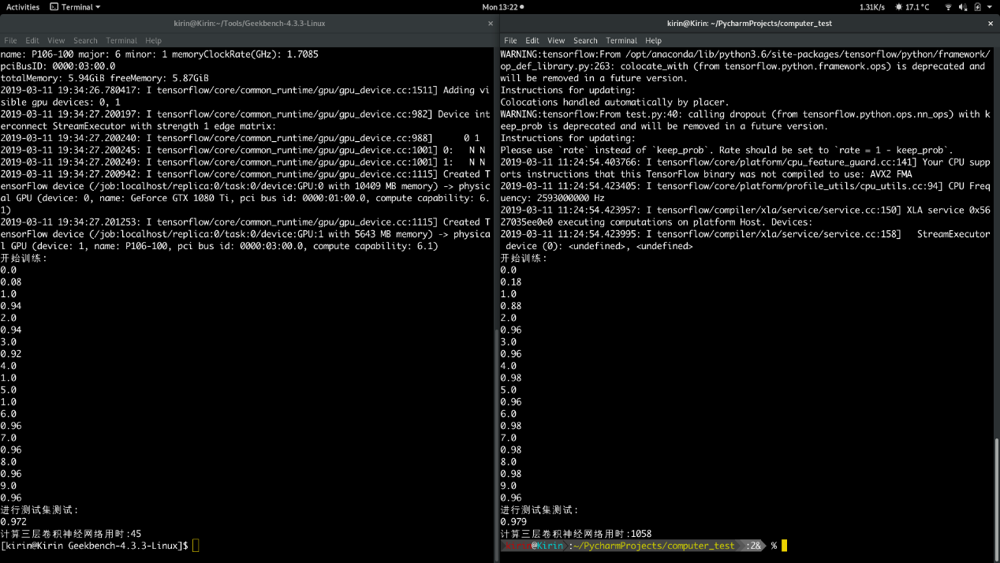 Activities Terminal Mon 13:22 1.31K/s 17.1°C
kirin@Kirin:~/Tools/Geekbench-4.3.3-Linux ×
File Edit View Search Terminal Help
name: P106-100 major: 6 minor: 1 memoryClockRate(GHz): 1.7085
pciBusID: 0000:03:00.0
totalMemory: 5.94GiB freeMemory: 5.87GiB
2019-03-11 19:34:26.780417: I tensorflow/core/common_runtime/gpu/gpu_device.cc:1511] Adding vi
sible gpu devices: 0, 1
2019-03-11 19:34:27.200197: I tensorflow/core/common_runtime/gpu/gpu_device.cc:982] Device int
erconnect StreamExecutor with strength 1 edge matrix:
2019-03-11 19:34:27.200240: I tensorflow/core/common_runtime/gpu/gpu_device.cc:988]      0 1
2019-03-11 19:34:27.200245: I tensorflow/core/common_runtime/gpu/gpu_device.cc:1001] 0:   N N
2019-03-11 19:34:27.200249: I tensorflow/core/common_runtime/gpu/gpu_device.cc:1001] 1:   N N
2019-03-11 19:34:27.200942: I tensorflow/core/common_runtime/gpu/gpu_device.cc:1115] Created T
ensorFlow device (/job:localhost/replica:0/task:0/device:GPU:0 with 10409 MB memory) -> physic
al GPU (device: 0, name: GeForce GTX 1080 Ti, pci bus id: 0000:01:00.0, compute capability: 6.
1)
2019-03-11 19:34:27.201253: I tensorflow/core/common_runtime/gpu/gpu_device.cc:1115] Created T
ensorFlow device (/job:localhost/replica:0/task:0/device:GPU:1 with 5643 MB memory) -> physica
l GPU (device: 1, name: P106-100, pci bus id: 0000:03:00.0, compute capability: 6.1)
开始训练:
0.0
0.08
1.0
0.94
2.0
0.94
3.0
0.92
4.0
1.0
5.0
1.0
6.0
0.96
7.0
0.96
8.0
0.96
9.0
0.96
进行测试集测试:
0.972
计算三层卷积神经网络用时:45
[kirin@Kirin Geekbench-4.3.3-Linux]$
kirin@Kirin: ~/PycharmProjects/computer_test ×
File Edit View Search Terminal Help
WARNING:tensorflow:From /opt/anaconda/lib/python3.6/site-packages/tensorflow/python/framework/
op_def_library.py:263: colocate_with (from tensorflow.python.framework.ops) is deprecated and
will be removed in a future version.
Instructions for updating:
Colocations handled automatically by placer.
WARNING:tensorflow:From test.py:40: calling dropout (from tensorflow.python.ops.nn_ops) with k
eep_prob is deprecated and will be removed in a future version.
Instructions for updating:
Please use `rate` instead of `keep_prob`. Rate should be set to `rate = 1 - keep_prob`.
2019-03-11 11:24:54.403766: I tensorflow/core/platform/cpu_feature_guard.cc:141] Your CPU supp
orts instructions that this TensorFlow binary was not compiled to use: AVX2 FMA
2019-03-11 11:24:54.423405: I tensorflow/core/platform/profile_utils/cpu_utils.cc:94] CPU Freq
uency: 2593000000 Hz
2019-03-11 11:24:54.423957: I tensorflow/compiler/xla/service/service.cc:150] XLA service 0x56
27035ee0e0 executing computations on platform Host. Devices:
2019-03-11 11:24:54.423995: I tensorflow/compiler/xla/service/service.cc:158]   StreamExecutor
device (0): <undefined>, <undefined>
开始训练:
0.0
0.18
1.0
0.88
2.0
0.96
3.0
0.96
4.0
0.98
5.0
0.96
6.0
0.98
7.0
0.98
8.0
0.98
9.0
0.96
进行测试集测试:
0.979
计算三层卷积神经网络用时:1058
kirin@Kirin :~/PycharmProjects/computer_test :2& %